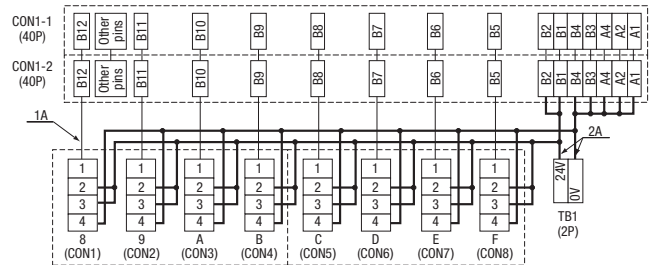 CON1-1
(40P)
B12 Other pins B11 B10 B9 B8 B7 B6 B5 B2 B1 B4 B3 A4 A2 A1
CON1-2
(40P)
B12 Other pins B11 B10 B9 B8 B7 B6 B5 B2 B1 B4 B3 A4 A2 A1
1A
2A
1 1 1 1 1 1 1 1
2 2 2 2 2 2 2 2
3 3 3 3 3 3 3 3
4 4 4 4 4 4 4 4
24V 0V
TB1
(2P)
8 9 A B C D E F
(CON1) (CON2) (CON3) (CON4) (CON5) (CON6) (CON7) (CON8)